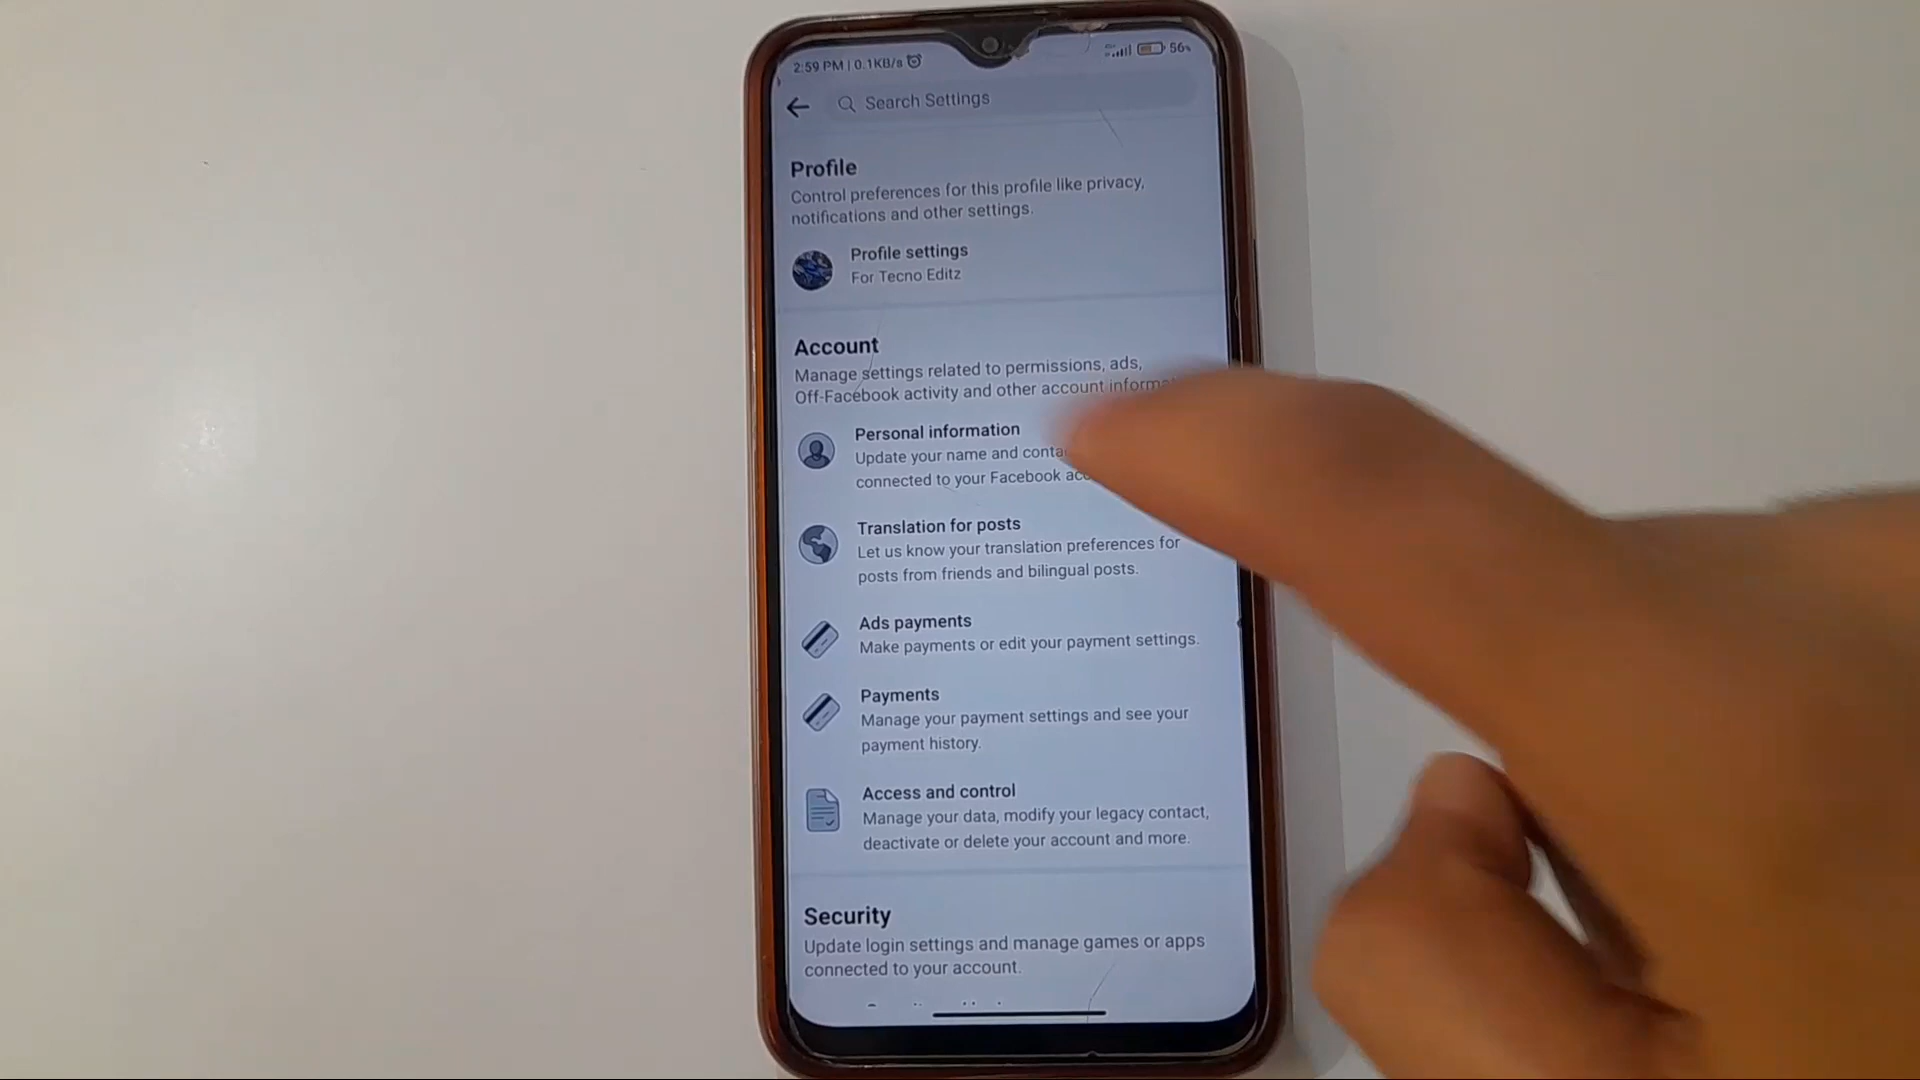 2:59 PM | 0.1KB/s
56%
Search Settings
Profile
Control preferences for this profile like privacy,
notifications and other settings.
Profile settings
For Tecno Editz
Account
Manage settings related to permissions, ads,
Off-Facebook activity and other account
Personal information
Update your name and
connected to your Facebook
Translation for posts
Let us know your translation preferences for
posts from friends and bilingual posts.
Ads payments
Make payments or edit your payment settings.
Payments
Manage your payment settings and see your
payment history.
Access and control
Manage your data, modify your legacy contact,
deactivate or delete your account and more.
Security
Update login settings and manage games or apps
connected to your account.